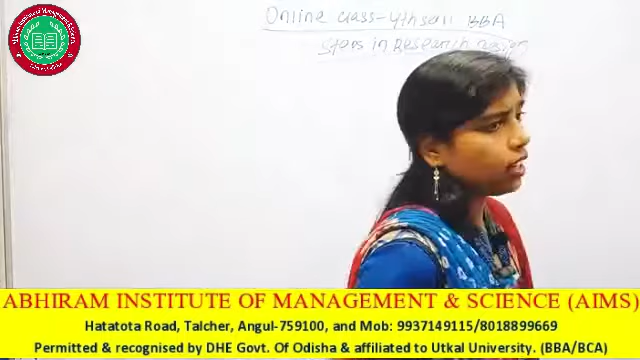 Online class-4th sem BBA
Steps in Research Design
ABHIRAM INSTITUTE OF MANAGEMENT & SCIENCE (AIMS)
Hatatota Road, Talcher, Angul-759100, and Mob: 9937149115/8018899669
Permitted & recognised by DHE Govt. Of Odisha & affiliated to Utkal University. (BBA/BCA)